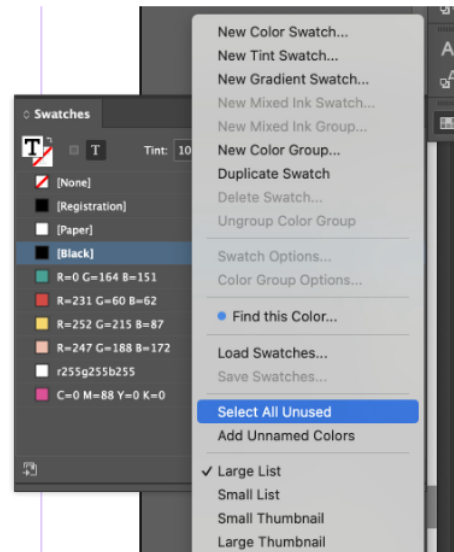 Swatches
T
T
Tint: 10
[None]
[Registration]
[Paper]
[Black]
R=0 G=164 B=151
R=231 G=60 B=62
R=252 G=215 B=87
R=247 G=188 B=172
r255g255b255
C=0 M=88 Y=0 K=0
New Color Swatch...
New Tint Swatch...
New Gradient Swatch...
New Mixed Ink Swatch...
New Mixed Ink Group...
New Color Group...
Duplicate Swatch
Delete Swatch...
Ungroup Color Group
Swatch Options...
Color Group Options...
Find this Color...
Load Swatches...
Save Swatches...
Select All Unused
Add Unnamed Colors
Large List
Small List
Small Thumbnail
Large Thumbnail
A